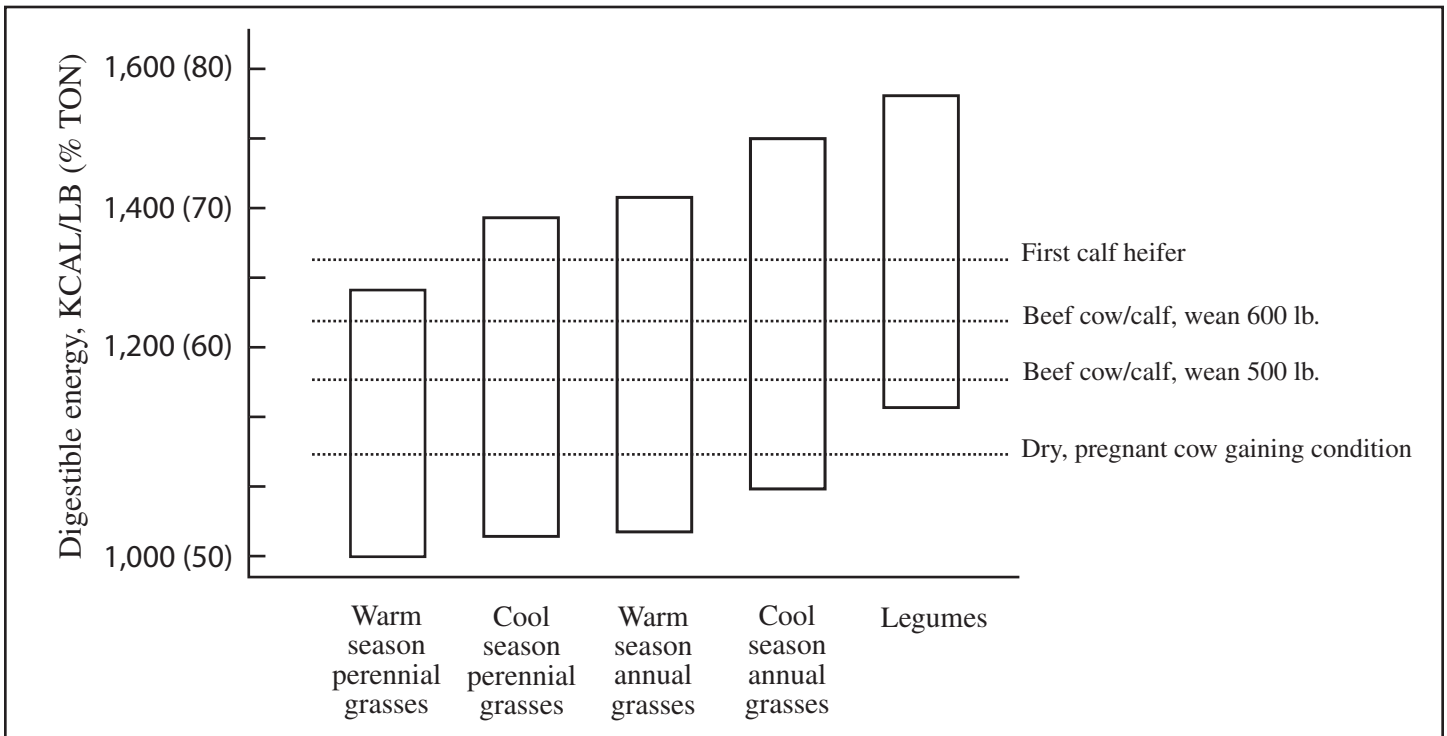 Digestible energy, KCAL/LB (% TON)
1,600 (80)
1,400 (70)
1,200 (60)
1,000 (50)
First calf heifer
Beef cow/calf, wean 600 lb.
Beef cow/calf, wean 500 lb.
Dry, pregnant cow gaining condition
Warm
season
perennial
grasses
Cool
season
perennial
grasses
Warm
season
annual
grasses
Cool
season
annual
grasses
Legumes